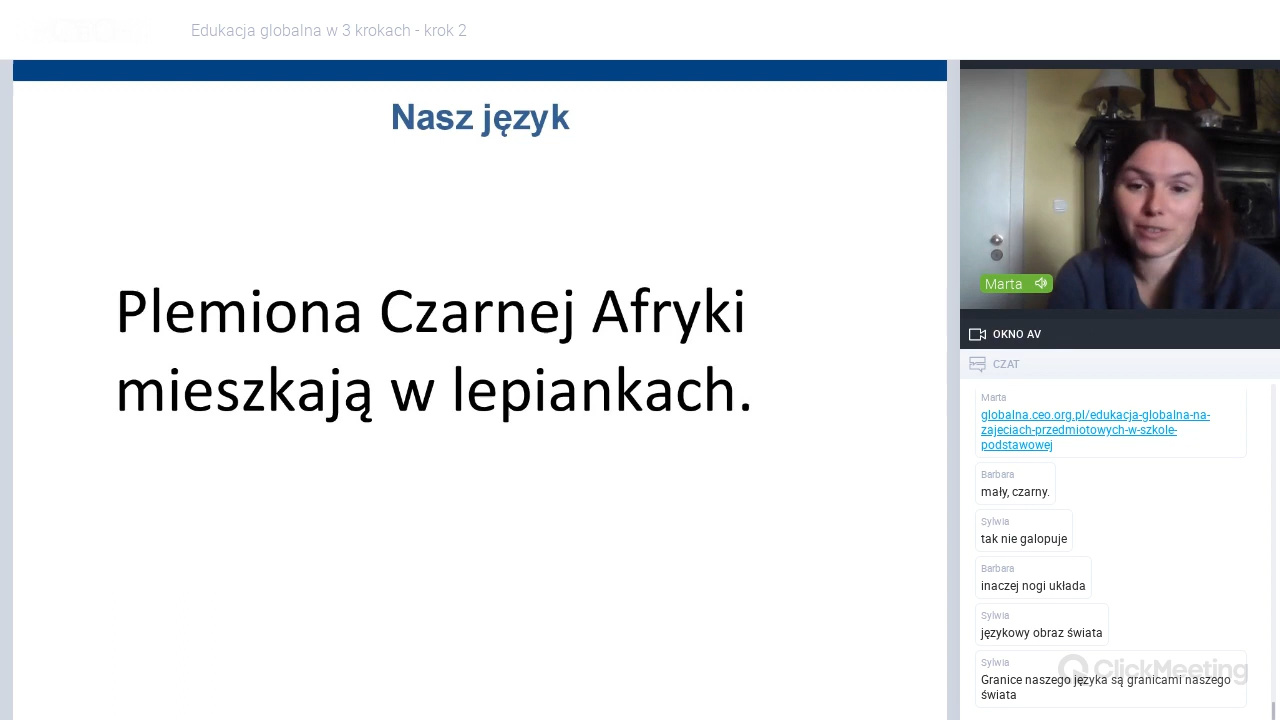 Edukacja globalna w 3 krokach - krok 2
Nasz język
Plemiona Czarnej Afryki
mieszkają w lepiankach.
Marta
OKNO AV
CZAT
Marta
globalna.ceo.org.pl/edukacja-globalna-na-
zajeciach-przedmiotowych-w-szkole-
podstawowej
Barbara
mały, czarny.
Sylwia
tak nie galopuje
Barbara
inaczej nogi układa
Sylwia
językowy obraz świata
Sylwia
Granice naszego języka są granicami naszego
świata
ClickMeeting